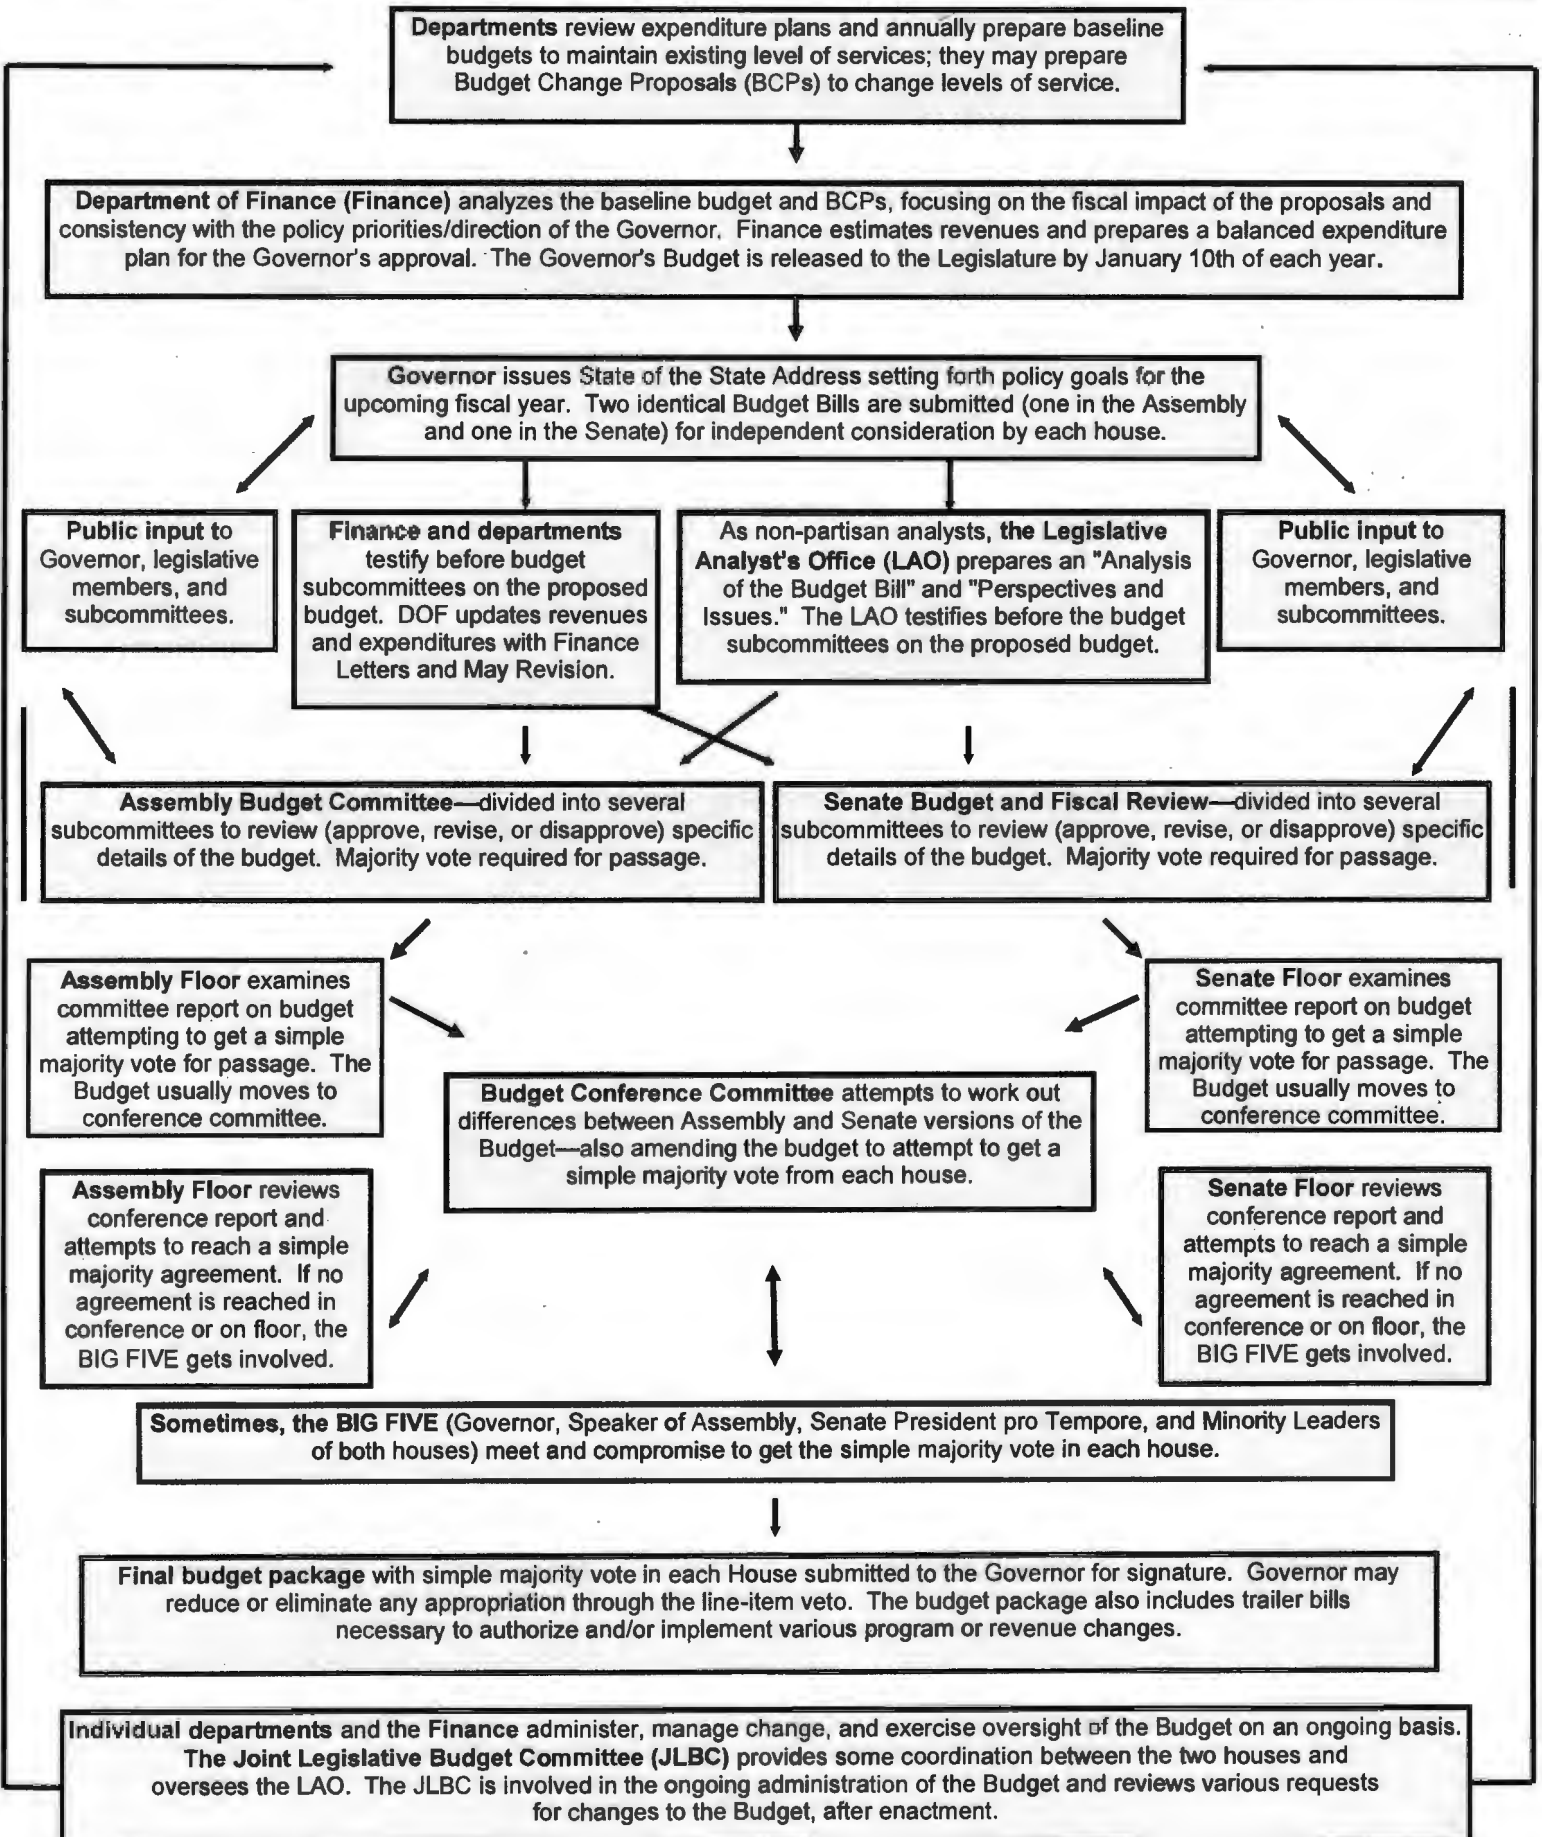 Departments review expenditure plans and annually prepare baseline
budgets to maintain existing level of services; they may prepare
Budget Change Proposals (BCPs) to change levels of service.
Department of Finance (Finance) analyzes the baseline budget and BCPs, focusing on the fiscal impact of the proposals and
consistency with the policy priorities/direction of the Governor. Finance estimates revenues and prepares a balanced expenditure
plan for the Governor's approval. The Governor's Budget is released to the Legislature by January 10th of each year.
Governor issues State of the State Address setting forth policy goals for the
upcoming fiscal year. Two identical Budget Bills are submitted (one in the Assembly
and one in the Senate) for independent consideration by each house.
Public input to
Governor, legislative
members, and
subcommittees.
Finance and departments
testify before budget
subcommittees on the proposed
budget. DOF updates revenues
and expenditures with Finance
Letters and May Revision.
As non-partisan analysts, the Legislative
Analyst's Office (LAO) prepares an "Analysis
of the Budget Bill" and "Perspectives and
Issues." The LAO testifies before the budget
subcommittees on the proposed budget.
Public input to
Governor, legislative
members, and
subcommittees.
Assembly Budget Committee—divided into several
subcommittees to review (approve, revise, or disapprove) specific
details of the budget. Majority vote required for passage.
Senate Budget and Fiscal Review—divided into several
subcommittees to review (approve, revise, or disapprove) specific
details of the budget. Majority vote required for passage.
Assembly Floor examines
committee report on budget
attempting to get a simple
majority vote for passage. The
Budget usually moves to
conference committee.
Senate Floor examines
committee report on budget
attempting to get a simple
majority vote for passage. The
Budget usually moves to
conference committee.
Budget Conference Committee attempts to work out
differences between Assembly and Senate versions of the
Budget—also amending the budget to attempt to get a
simple majority vote from each house.
Assembly Floor reviews
conference report and
attempts to reach a simple
majority agreement. If no
agreement is reached in
conference or on floor, the
BIG FIVE gets involved.
Senate Floor reviews
conference report and
attempts to reach a simple
majority agreement. If no
agreement is reached in
conference or on floor, the
BIG FIVE gets involved.
Sometimes, the BIG FIVE (Governor, Speaker of Assembly, Senate President pro Tempore, and Minority Leaders
of both houses) meet and compromise to get the simple majority vote in each house.
Final budget package with simple majority vote in each House submitted to the Governor for signature. Governor may
reduce or eliminate any appropriation through the line-item veto. The budget package also includes trailer bills
necessary to authorize and/or implement various program or revenue changes.
Individual departments and the Finance administer, manage change, and exercise oversight of the Budget on an ongoing basis.
The Joint Legislative Budget Committee (JLBC) provides some coordination between the two houses and
oversees the LAO. The JLBC is involved in the ongoing administration of the Budget and reviews various requests
for changes to the Budget, after enactment.